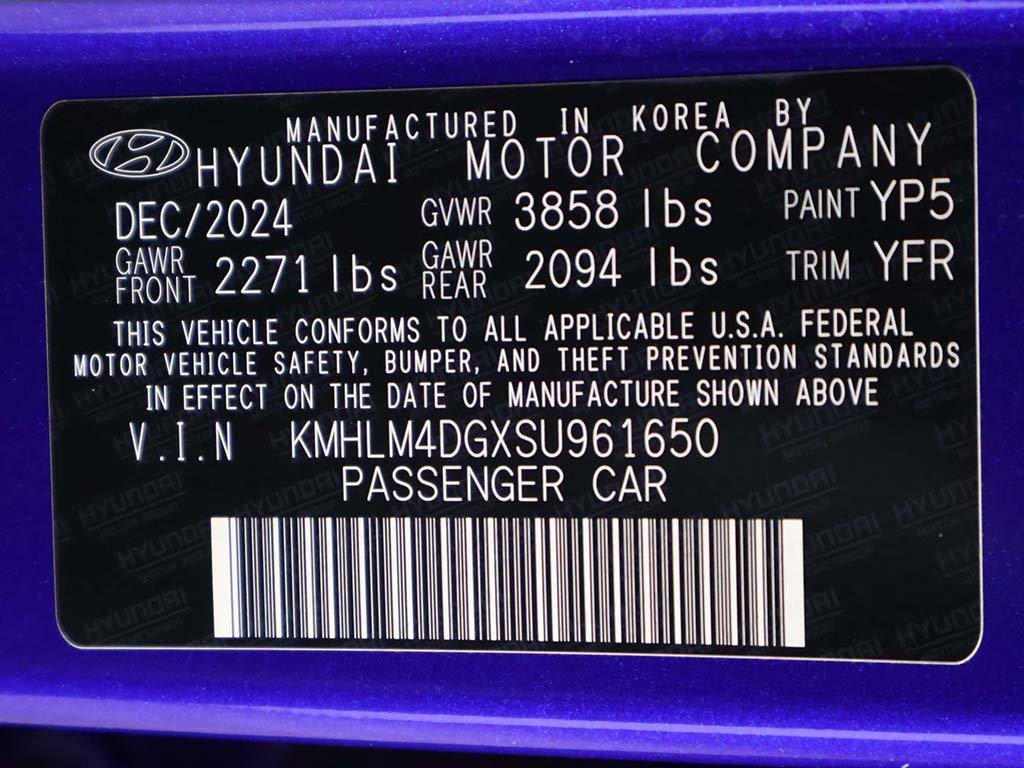 MANUFACTURED IN KOREA BY
HYUNDAI MOTOR COMPANY
DEC/2024 GVWR 3858 lbs PAINT YP5
GAWR FRONT 2271 lbs GAWR REAR 2094 lbs TRIM YFR
THIS VEHICLE CONFORMS TO ALL APPLICABLE U.S.A. FEDERAL
MOTOR VEHICLE SAFETY, BUMPER, AND THEFT PREVENTION STANDARDS
IN EFFECT ON THE DATE OF MANUFACTURE SHOWN ABOVE
V.I.N KMHLM4DGXSU961650
PASSENGER CAR